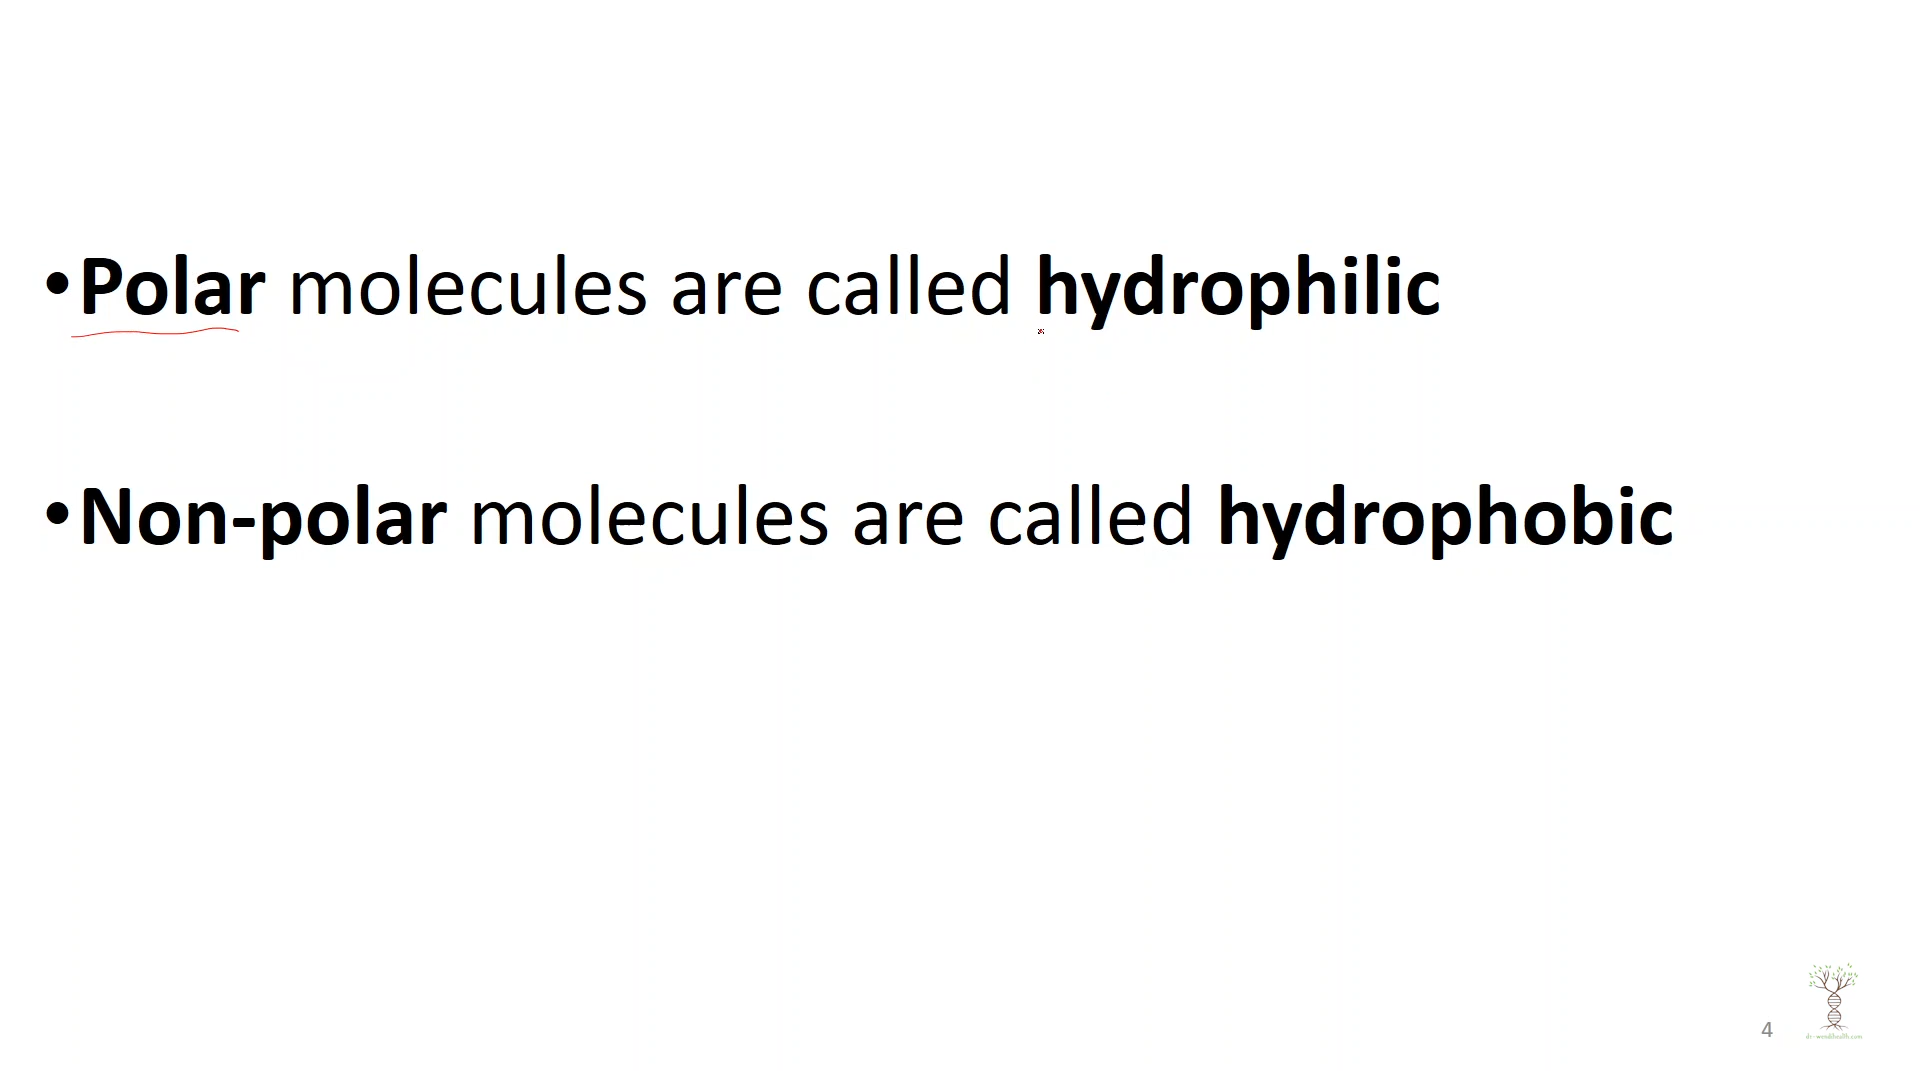 •Polar molecules are called hydrophilic
•Non-polar molecules are called hydrophobic
4